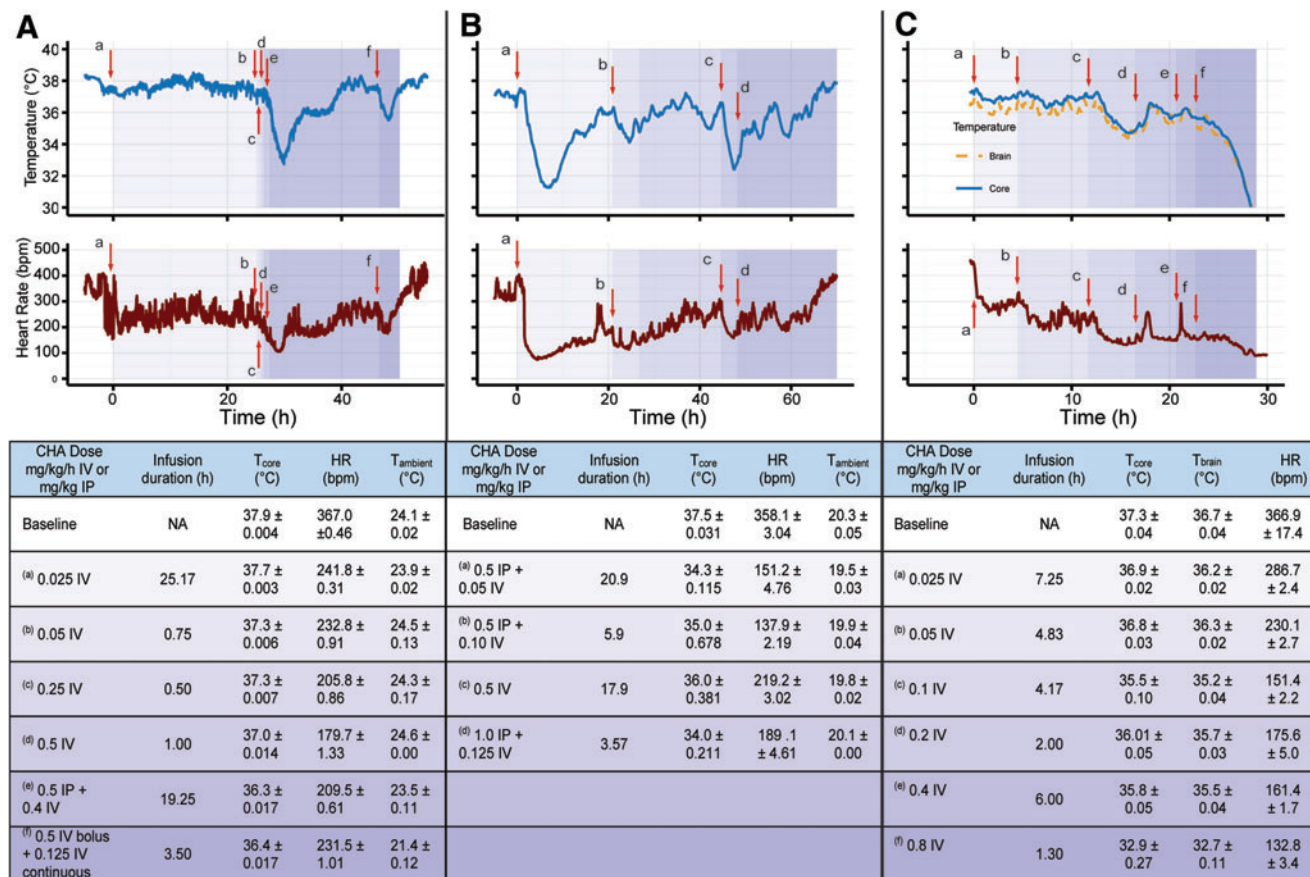 A
a
b
d
e
f
c
40
38
36
34
32
30
Temperature (°C)
B
a
b
c
d
C
a
b
c
d
e
f
Temperature
Brain
Core
Heart Rate (bpm)
500
400
300
200
100
0
a
b
d
e
f
c
0
20
40
Time (h)
a
b
c
d
0
20
40
60
Time (h)
a
b
c
d
e
f
0
10
20
30
Time (h)
CHA Dose
mg/kg/h IV or
mg/kg IP
Infusion
duration (h)
Tcore
(°C)
HR
(bpm)
Tambient
(°C)
Baseline
NA
37.9 ±
0.004
367.0
±0.46
24.1 ±
0.02
(a) 0.025 IV
25.17
37.7 ±
0.003
241.8 ±
0.31
23.9 ±
0.02
(b) 0.05 IV
0.75
37.3 ±
0.006
232.8 ±
0.91
24.5 ±
0.13
(c) 0.25 IV
0.50
37.3 ±
0.007
205.8 ±
0.86
24.3 ±
0.17
(d) 0.5 IV
1.00
37.0 ±
0.014
179.7 ±
1.33
24.6 ±
0.00
(e) 0.5 IP +
0.4 IV
19.25
36.3 ±
0.017
209.5 ±
0.61
23.5 ±
0.11
(f) 0.5 IV bolus
+ 0.125 IV
continuous
3.50
36.4 ±
0.017
231.5 ±
1.01
21.4 ±
0.12
CHA Dose
mg/kg/h IV or
mg/kg IP
Infusion
duration (h)
Tcore
(°C)
HR
(bpm)
Tambient
(°C)
Baseline
NA
37.5 ±
0.031
358.1 ±
3.04
20.3 ±
0.05
(a) 0.5 IP +
0.05 IV
20.9
34.3 ±
0.115
151.2 ±
4.76
19.5 ±
0.03
(b) 0.5 IP +
0.10 IV
5.9
35.0 ±
0.678
137.9 ±
2.19
19.9 ±
0.04
(c) 0.5 IV
17.9
36.0 ±
0.381
219.2 ±
3.02
19.8 ±
0.02
(d) 1.0 IP +
0.125 IV
3.57
34.0 ±
0.211
189 .1
± 4.61
20.1 ±
0.00
CHA Dose
mg/kg/h IV or
mg/kg IP
Infusion
duration (h)
Tcore
(°C)
Tbrain
(°C)
HR
(bpm)
Baseline
NA
37.3 ±
0.04
36.7 ±
0.04
366.9
± 17.4
(a) 0.025 IV
7.25
36.9 ±
0.02
36.2 ±
0.02
286.7
± 2.4
(b) 0.05 IV
4.83
36.8 ±
0.03
36.3 ±
0.02
230.1
± 2.7
(c) 0.1 IV
4.17
35.5 ±
0.10
35.2 ±
0.04
151.4
± 2.2
(d) 0.2 IV
2.00
36.01 ±
0.05
35.7 ±
0.03
175.6
± 5.0
(e) 0.4 IV
6.00
35.8 ±
0.05
35.5 ±
0.04
161.4
± 1.7
(f) 0.8 IV
1.30
32.9 ±
0.27
32.7 ±
0.11
132.8
± 3.4